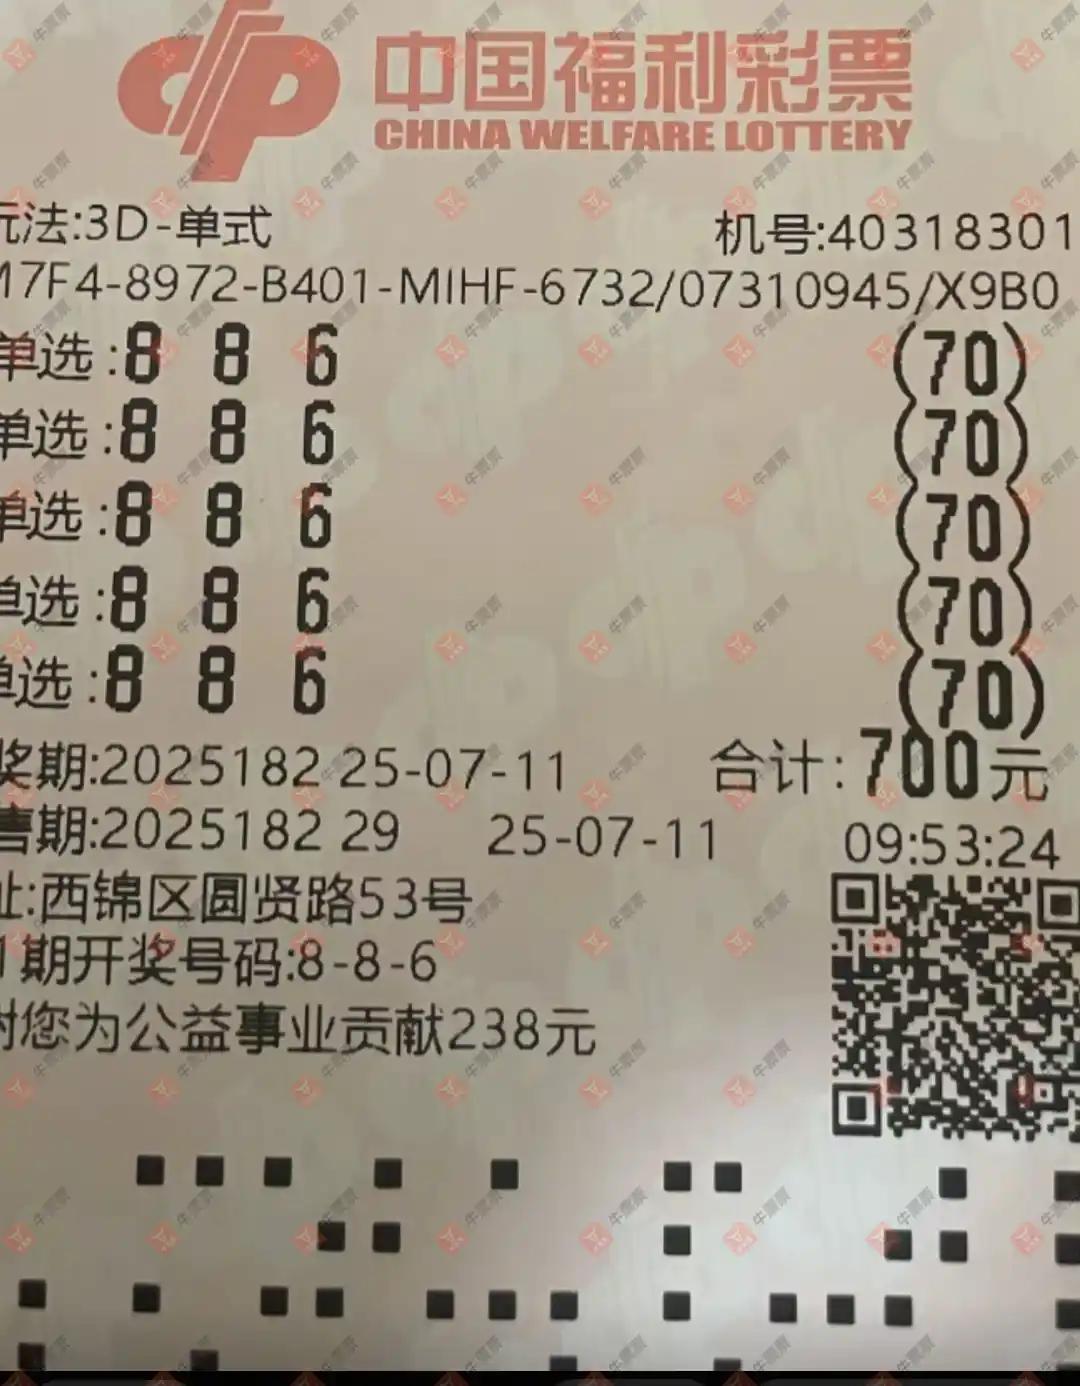 中国福利彩票
CHINA WELFARE LOTTERY
玩法:3D-单式 机号:40318301
M7F4-8972-B401-MIHF-6732/07310945/X9B0
单选:8 8 6 (70)
单选:8 8 6 (70)
单选:8 8 6 (70)
单选:8 8 6 (70)
单选:8 8 6 (70)
奖期:2025182 25-07-11 合计:700元
售期:2025182 29 25-07-11 09:53:24
址:西锦区圆贤路53号
1期开奖号码:8-8-6
谢您为公益事业贡献238元
牛票票